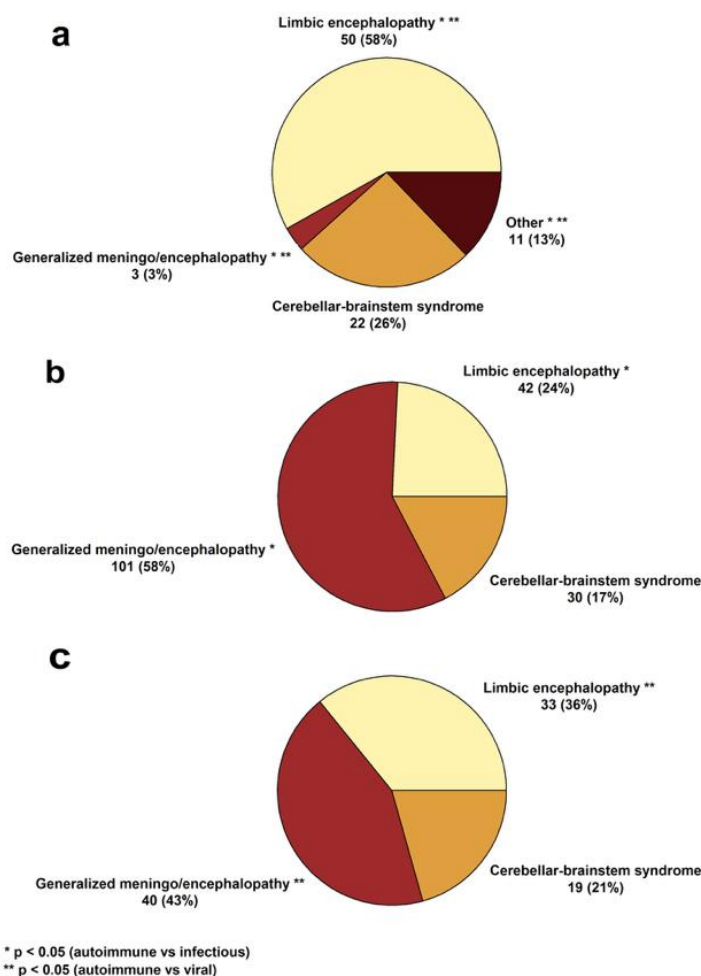 a
Limbic encephalopathy * **
50 (58%)
Other * **
11 (13%)
Generalized meningo/encephalopathy * **
3 (3%)
Cerebellar-brainstem syndrome
22 (26%)
b
Limbic encephalopathy *
42 (24%)
Generalized meningo/encephalopathy *
101 (58%)
Cerebellar-brainstem syndrome
30 (17%)
c
Limbic encephalopathy **
33 (36%)
Generalized meningo/encephalopathy **
40 (43%)
Cerebellar-brainstem syndrome
19 (21%)
* p < 0.05 (autoimmune vs infectious)
** p < 0.05 (autoimmune vs viral)